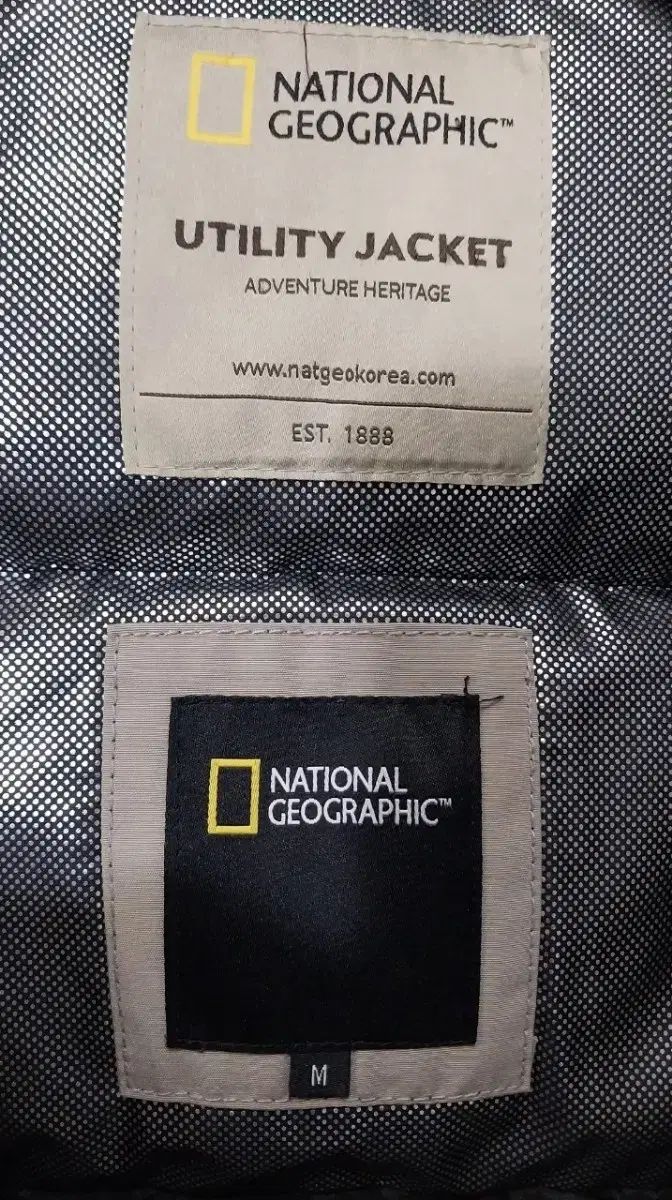 NATIONAL
GEOGRAPHIC™
UTILITY JACKET
ADVENTURE HERITAGE
www.natgeokorea.com
EST. 1888
NATIONAL
GEOGRAPHIC™
M